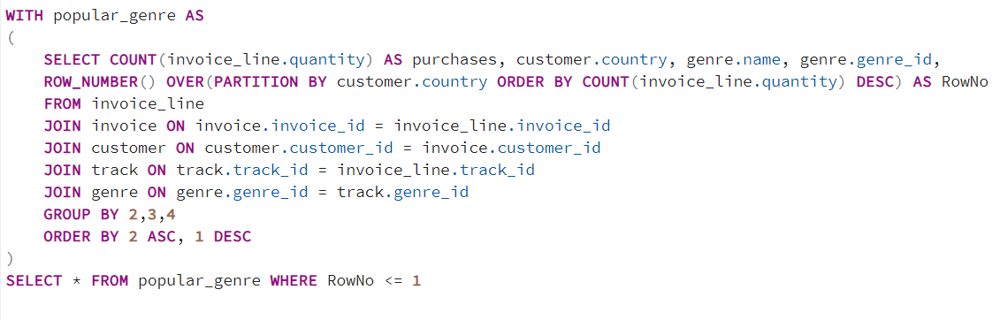 WITH popular_genre AS
(
    SELECT COUNT(invoice_line.quantity) AS purchases, customer.country, genre.name, genre.genre_id,
    ROW_NUMBER() OVER(PARTITION BY customer.country ORDER BY COUNT(invoice_line.quantity) DESC) AS RowNo
    FROM invoice_line
    JOIN invoice ON invoice.invoice_id = invoice_line.invoice_id
    JOIN customer ON customer.customer_id = invoice.customer_id
    JOIN track ON track.track_id = invoice_line.track_id
    JOIN genre ON genre.genre_id = track.genre_id
    GROUP BY 2,3,4
    ORDER BY 2 ASC, 1 DESC
)
SELECT * FROM popular_genre WHERE RowNo <= 1